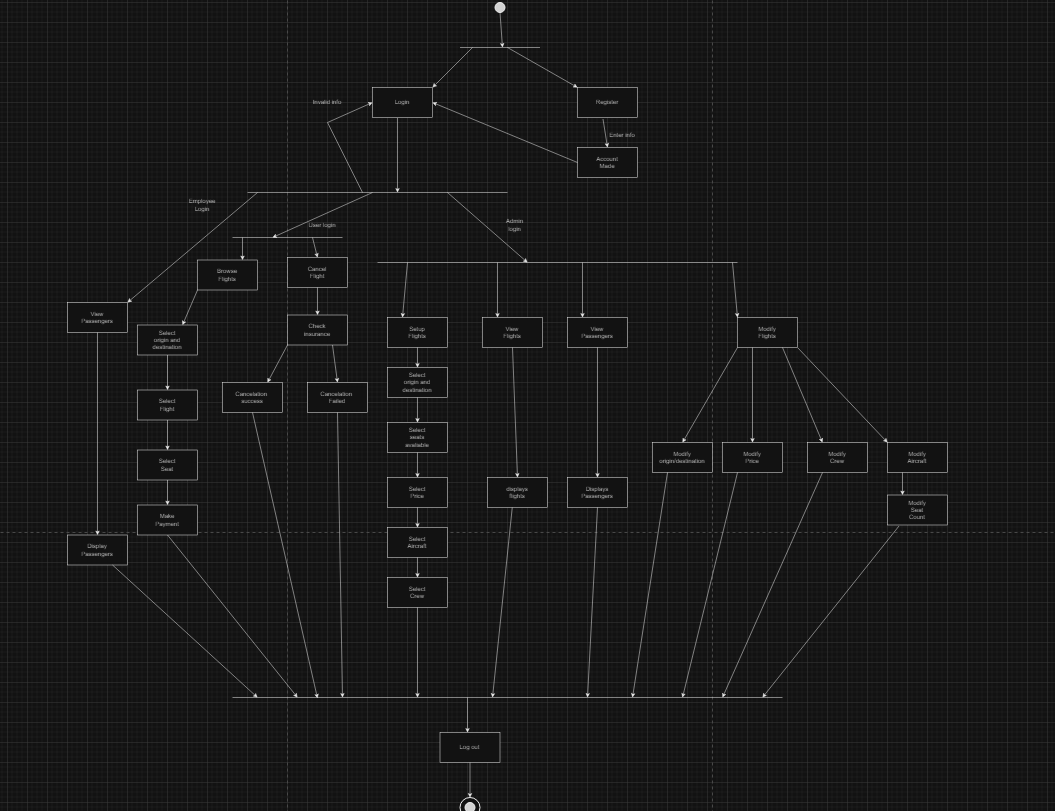 Login
Register
Invalid info
Enter info
Account
Made
Employee
Login
User login
Admin
login
Browse
Flights
Cancel
Flight
View
Passengers
Select
origin and
destination
Check
insurance
Setup
Flights
View
Flights
View
Passengers
Modify
Flights
Select
origin and
destination
Select
Flight
Cancelation
success
Cancelation
Failed
Select
seats
available
Modify
origin/destination
Modify
Price
Modify
Crew
Modify
Aircraft
Select
Seat
Select
Price
displays
flights
Displays
Passengers
Modify
Seat
Count
Make
Payment
Display
Passengers
Select
Aircraft
Select
Crew
Log out